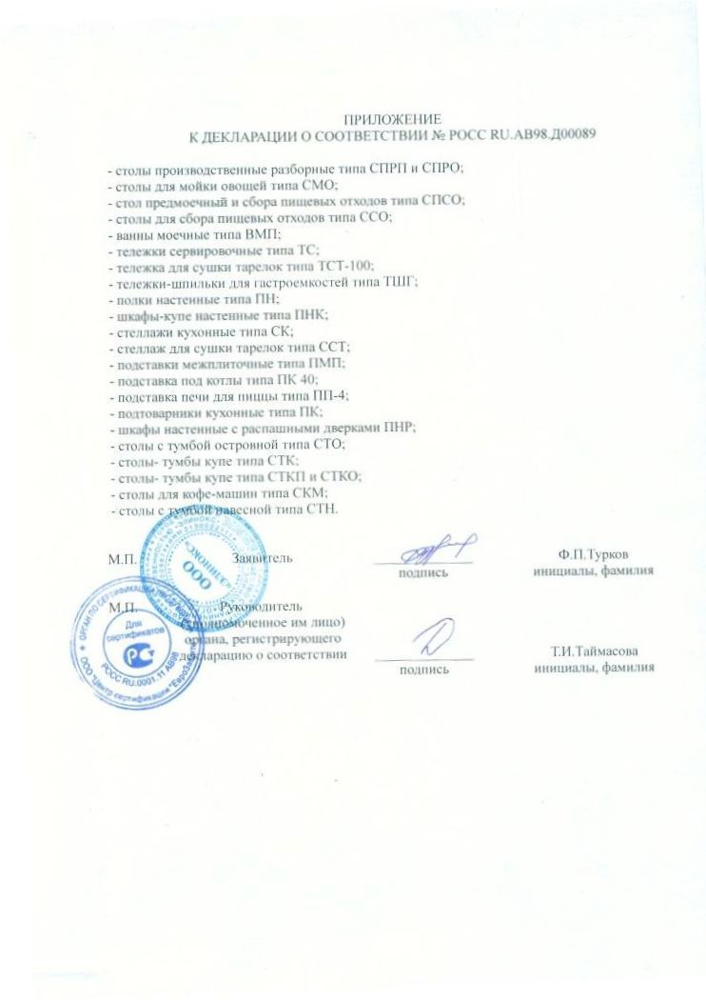 ПРИЛОЖЕНИЕ
К ДЕКЛАРАЦИИ О СООТВЕТСТВИИ № РОСС RU.АВ98.Д00089
- столы производственные разборные типа СПРП и СПРО;
- столы для мойки овощей типа СМО;
- стол предмоечный и сбора пищевых отходов типа СПСО;
- столы для сбора пищевых отходов типа ССО;
- ванны моечные типа ВМП;
- тележки сервировочные типа ТС;
- тележка для сушки тарелок типа ТСТ-100;
- тележки-шпильки для гастроемкостей типа ТШГ;
- полки настенные типа ПН;
- шкафы-купе настенные типа ПНК;
- стеллажи кухонные типа СК;
- стеллаж для сушки тарелок типа ССТ;
- подставки межплиточные типа ПМП;
- подставка под котлы типа ПК 40;
- подставка печи для пиццы типа ПП-4;
- подтоварники кухонные типа ПК;
- шкафы настенные с распашными дверками ПНР;
- столы с тумбой островной типа СТО;
- столы- тумбы купе типа СТК;
- столы- тумбы купе типа СТКП и СТКО;
- столы для кофе-машин типа СКМ;
- столы с тумбой навесной типа СТН.
М.П. Заявитель Ф.П.Турков
подпись инициалы, фамилия
ООО
«ЭЛИНОКС»
М.П. Руководитель
(уполномоченное им лицо)
органа, регистрирующего
декларацию о соответствии Т.И.Таймасова
подпись инициалы, фамилия
ОРГАН ПО СЕРТИФИКАЦИИ
Для
сертификатов
РОСС RU.0001.11 АВ98
ООО "Центр сертификации